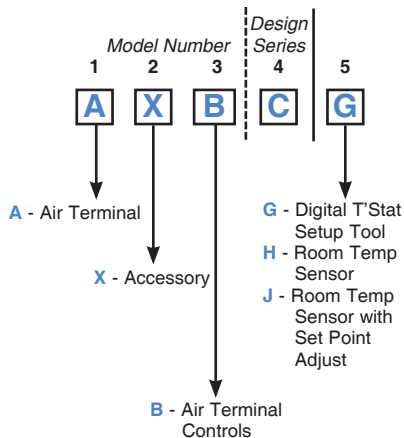 Model Number
Design
Series
1 2 3 4 5
A X B C G
A - Air Terminal
X - Accessory
B - Air Terminal
Controls
G - Digital T'Stat
Setup Tool
H - Room Temp
Sensor
J - Room Temp
Sensor with
Set Point
Adjust